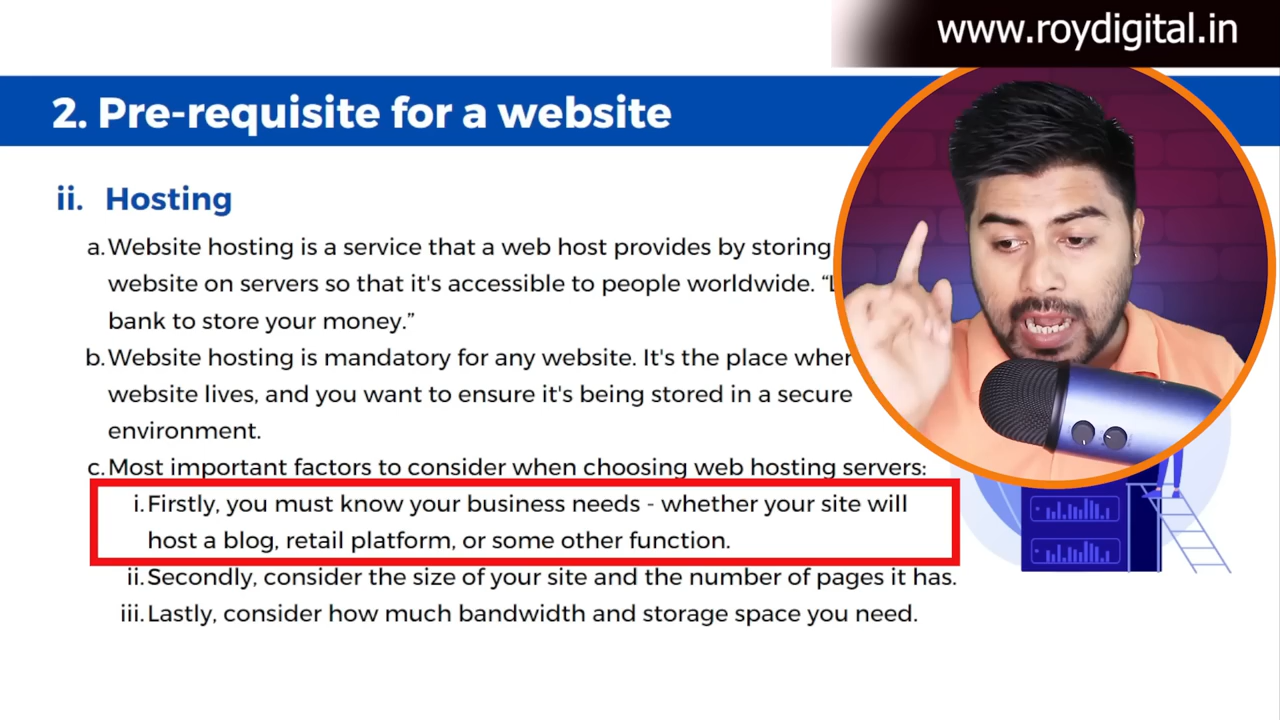 www.roydigital.in
2. Pre-requisite for a website
ii. Hosting
a. Website hosting is a service that a web host provides by storing
website on servers so that it's accessible to people worldwide. “
bank to store your money.”
b. Website hosting is mandatory for any website. It's the place
website lives, and you want to ensure it's being stored in a secure
environment.
c. Most important factors to consider when choosing web hosting servers:
i. Firstly, you must know your business needs - whether your site will
host a blog, retail platform, or some other function.
ii. Secondly, consider the size of your site and the number of pages it has.
iii. Lastly, consider how much bandwidth and storage space you need.